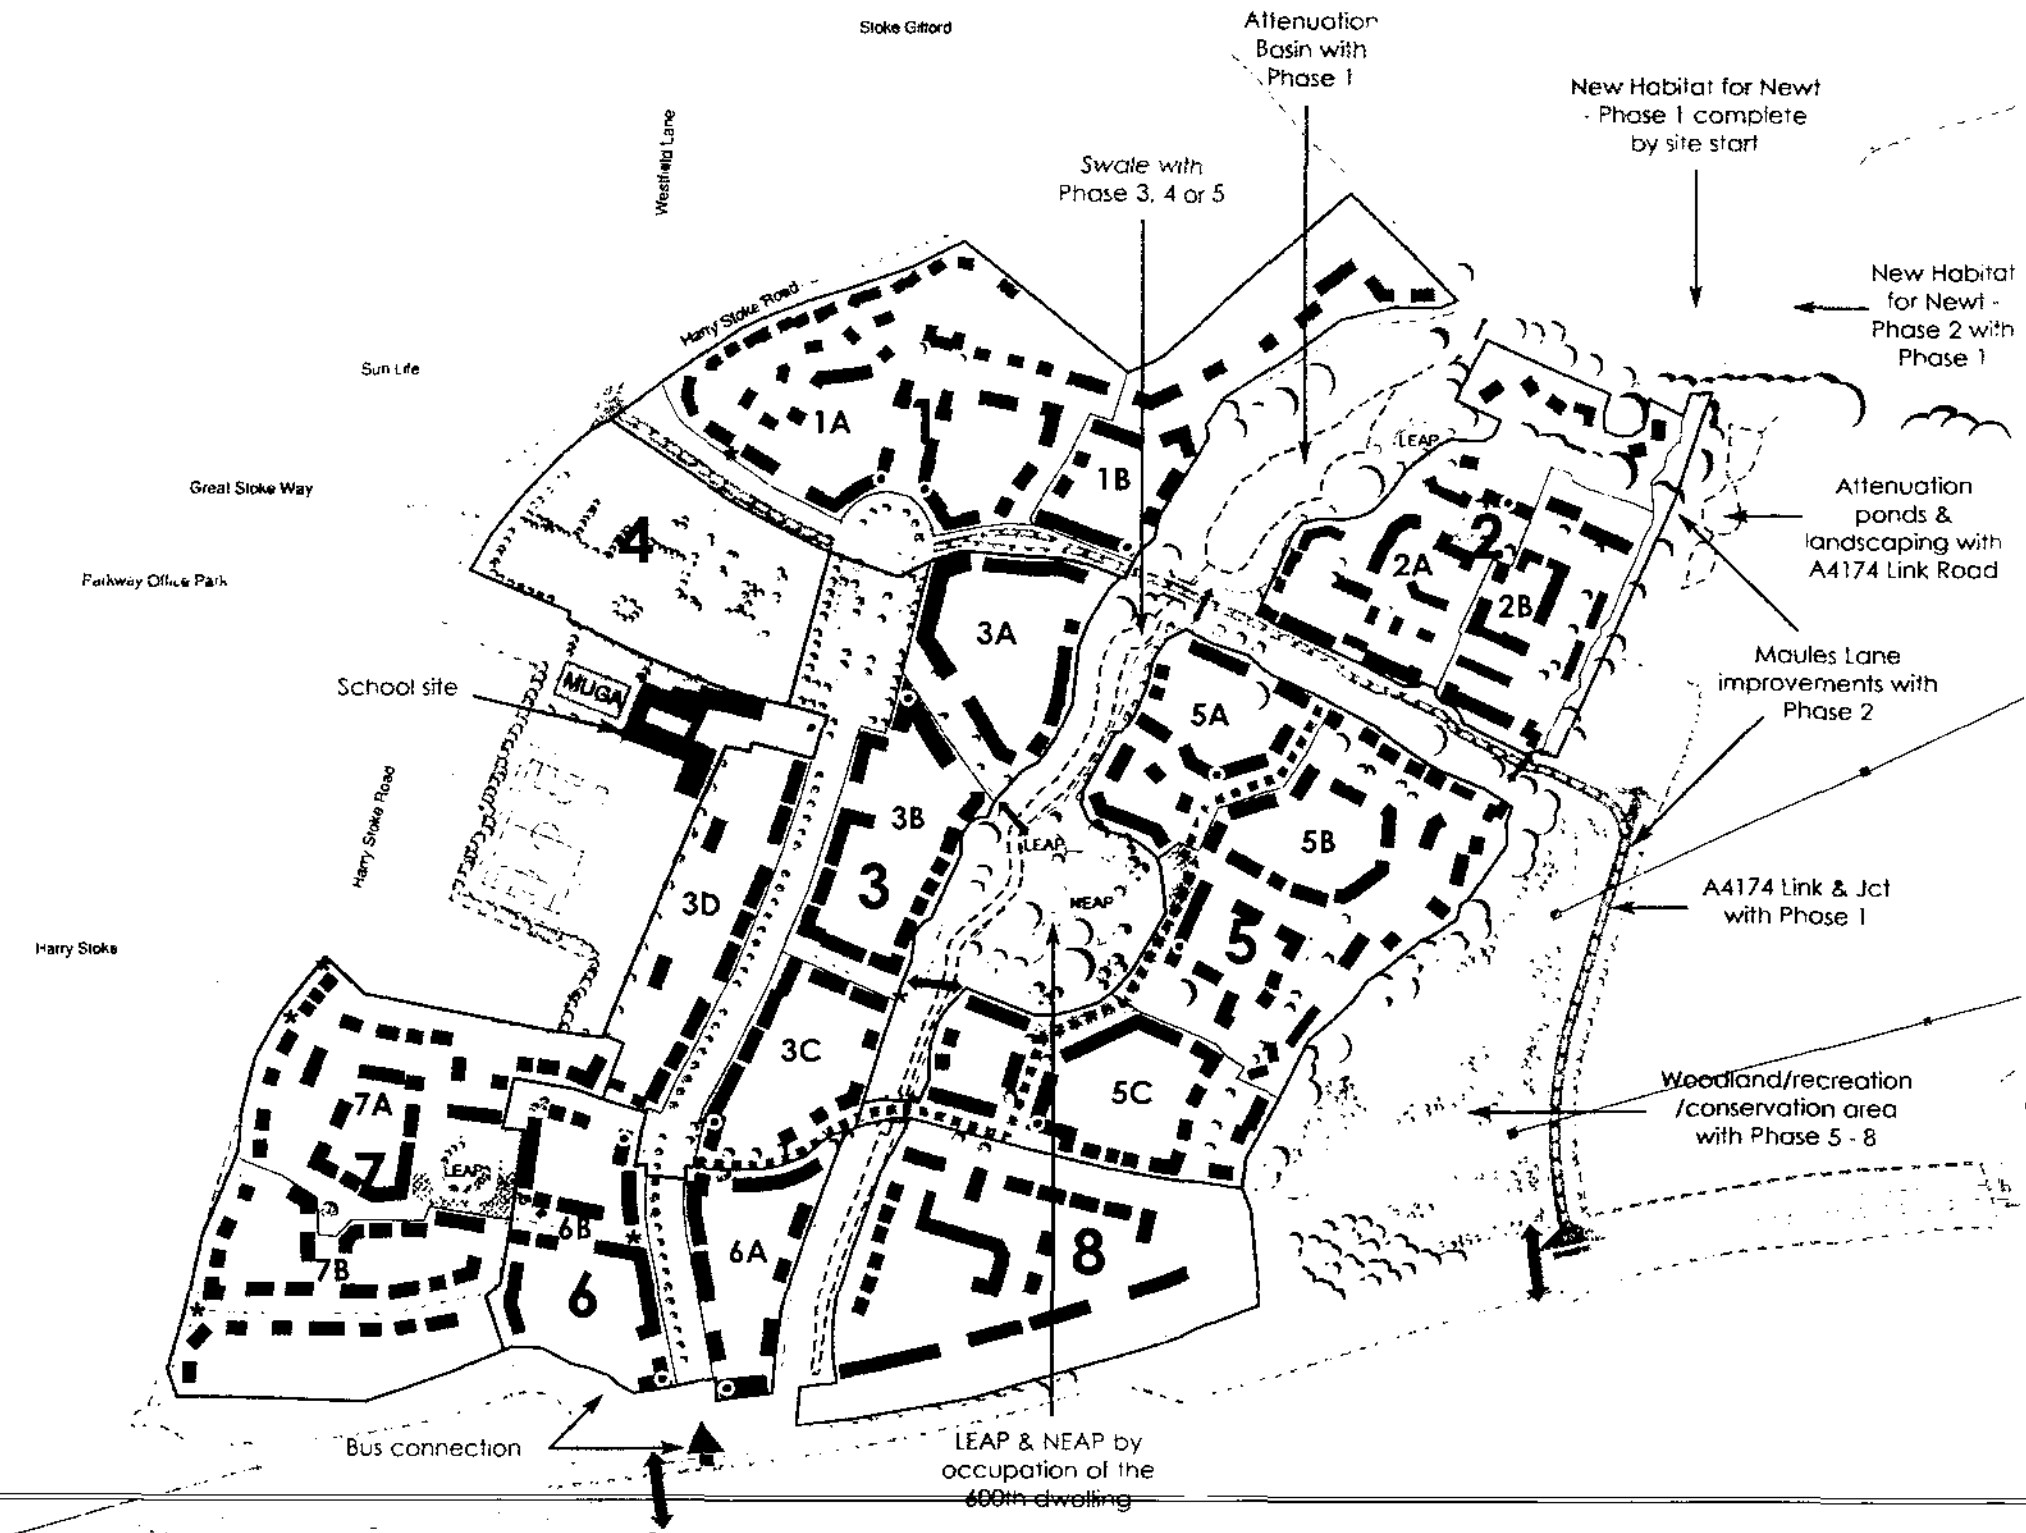 Stoke Gifford
Attenuation
Basin with
Phase 1
New Habitat for Newt
- Phase 1 complete
by site start
Westfield Lane
Swale with
Phase 3, 4 or 5
New Habitat
for Newt -
Phase 2 with
Phase 1
Harry Stoke Road
Sun Life
1A
1
LEAP
1B
Great Stoke Way
4
Attenuation
ponds &
landscaping with
A4174 Link Road
2
2A
2B
Parkway Office Park
3A
School site
MUGA
Maules Lane
improvements with
Phase 2
5A
3B
5B
LEAP
Harry Stoke Road
3
3D
NEAP
A4174 Link & Jct
with Phase 1
5
Harry Stoke
3C
5C
Woodland/recreation
/conservation area
with Phase 5 - 8
7A
7
LEAP
6B
6A
8
7B
6
Bus connection
LEAP & NEAP by
occupation of the
600th dwelling